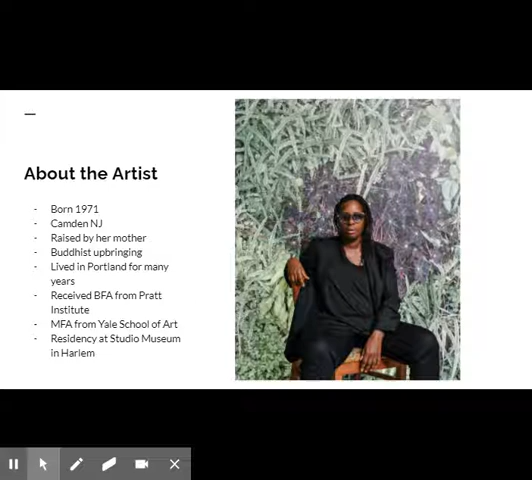 About the Artist
- Born 1971
- Camden NJ
- Raised by her mother
- Buddhist upbringing
- Lived in Portland for many
years
- Received BFA from Pratt
Institute
- MFA from Yale School of Art
- Residency at Studio Museum
in Harlem